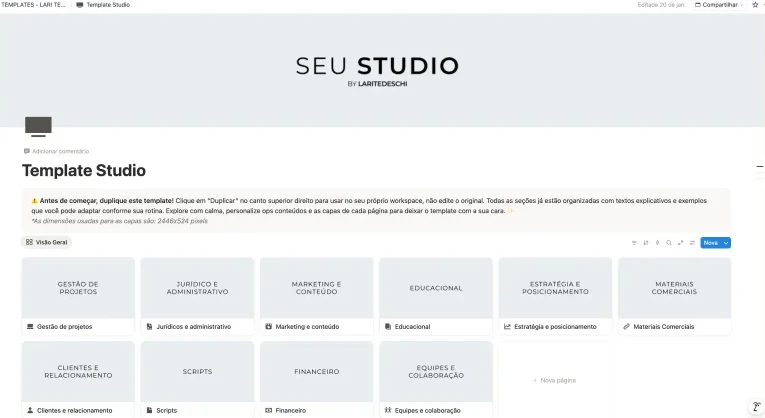 TEMPLATES - LARI TE... / Template Studio
Editado 20 de jan. Compartilhar
SEU STUDIO
BY LARITEDESCHI
Adicionar comentário
Template Studio
⚠️ Antes de começar, duplique este template! Clique em "Duplicar" no canto superior direito para usar no seu próprio workspace, não edite o original. Todas as seções já estão organizadas com textos explicativos e exemplos
que você pode adaptar conforme sua rotina. Explore com calma, personalize ops conteúdos e as capas de cada página para deixar o template com a sua cara. ✨
*As dimensões usadas para as capas são: 2446x524 pixels
Visão Geral
Nova
GESTÃO DE
PROJETOS
Gestão de projetos
JURÍDICO E
ADMINISTRATIVO
Jurídicos e administrativo
MARKETING E
CONTEÚDO
Marketing e conteúdo
EDUCACIONAL
Educacional
ESTRATÉGIA E
POSICIONAMENTO
Estratégia e posicionamento
MATERIAIS
COMERCIAIS
Materiais Comerciais
CLIENTES E
RELACIONAMENTO
Clientes e relacionamento
SCRIPTS
Scripts
FINANCEIRO
Financeiro
EQUIPES E
COLABORAÇÃO
Equipes e colaboração
+ Nova página